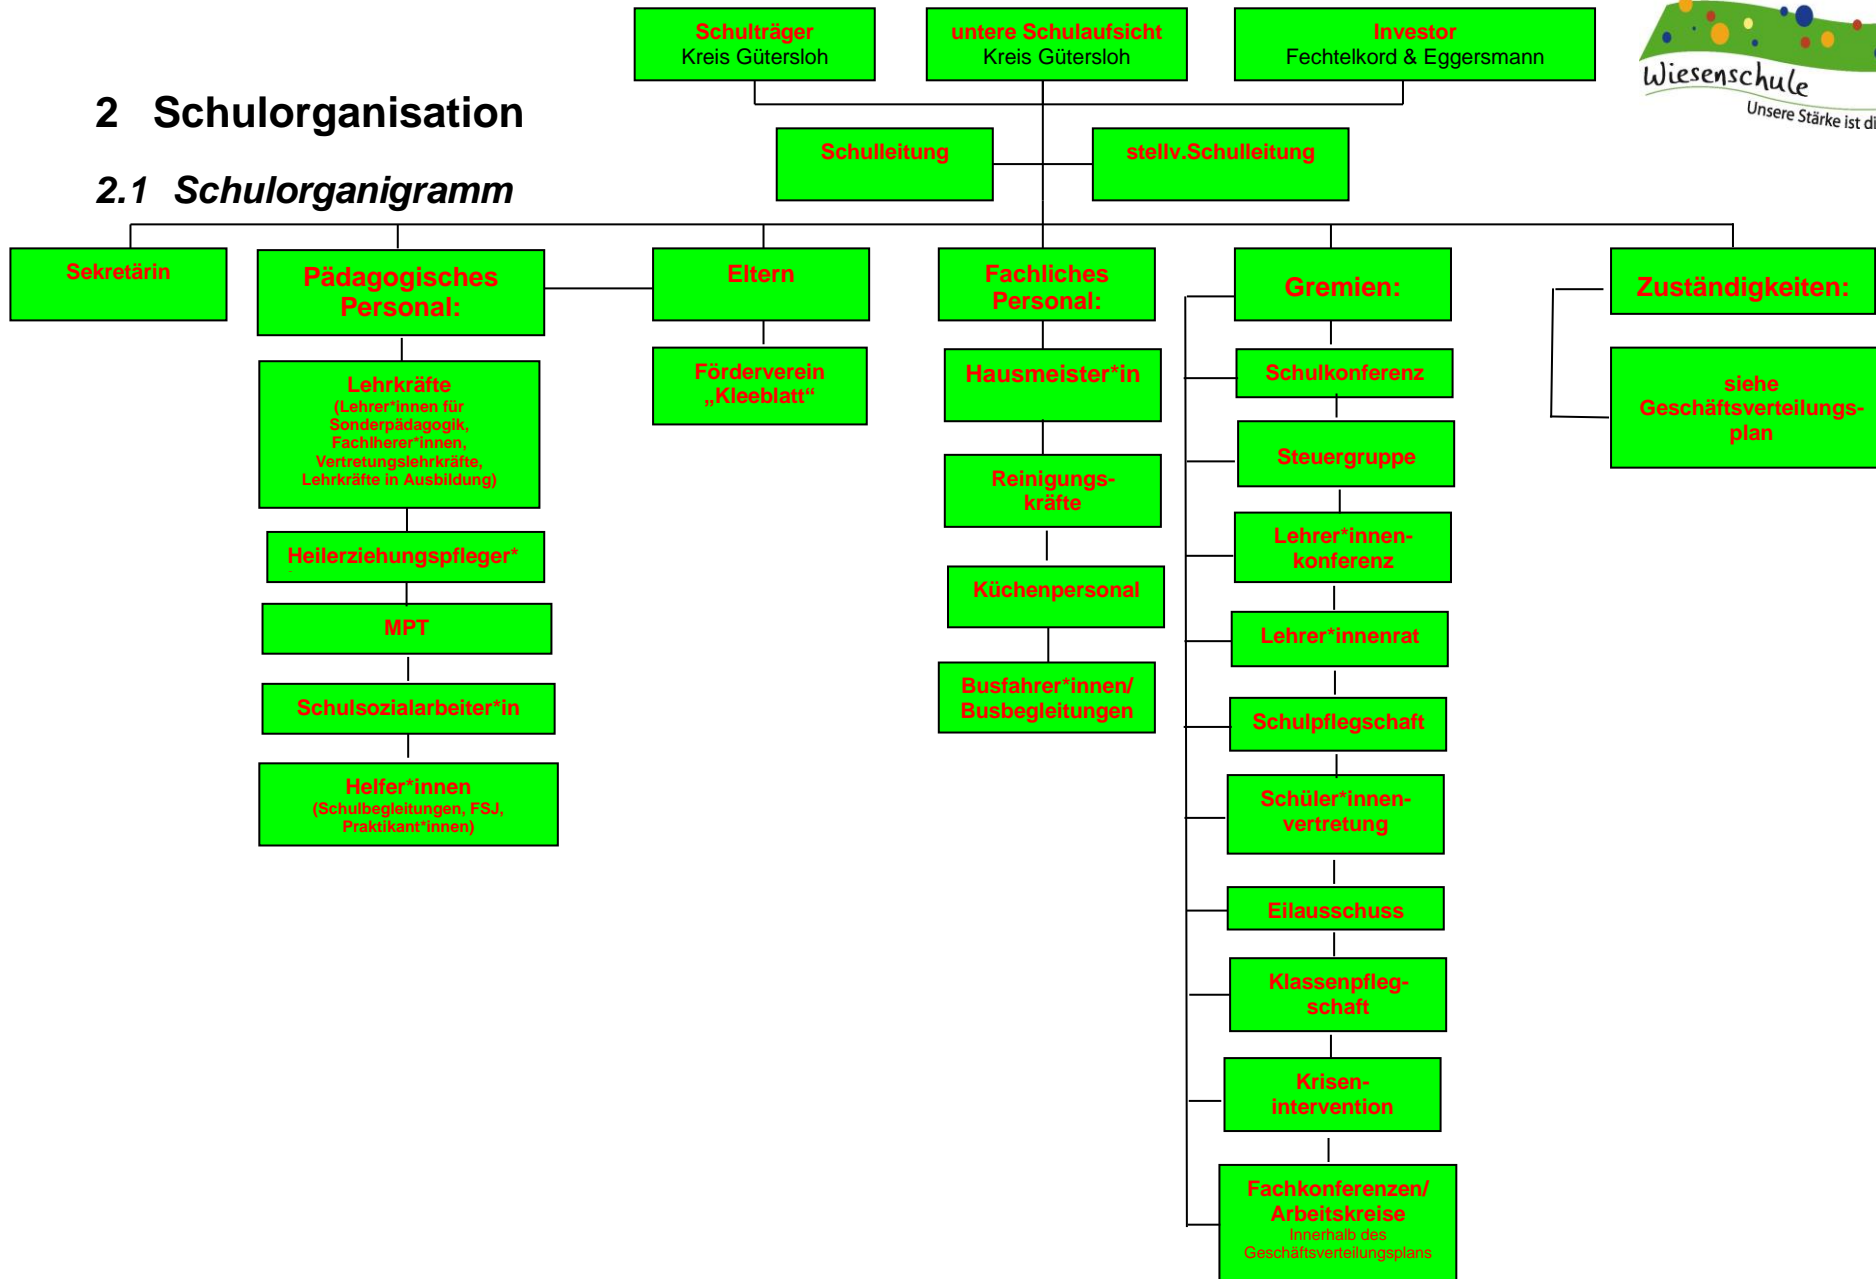 Schulträger
Kreis Gütersloh
untere Schulaufsicht
Kreis Gütersloh
Investor
Fechtelkord & Eggersmann
Wiesenschule
Unsere Stärke ist
2 Schulorganisation
2.1 Schulorganigramm
Schulleitung
stellv.Schulleitung
Sekretärin
Pädagogisches
Personal:
Eltern
Fachliches
Personal:
Gremien:
Zuständigkeiten:
Lehrkräfte
(Lehrer*innen für
Sonderpädagogik,
Fachlherer*innen,
Vertretungslehrkräfte,
Lehrkräfte in Ausbildung)
Heilerziehungspfleger*
MPT
Schulsozialarbeiter*in
Helfer*innen
(Schulbegleitungen, FSJ,
Praktikant*innen)
Förderverein
„Kleeblatt“
Hausmeister*in
Reinigungs-
kräfte
Küchenpersonal
Busfahrer*innen/
Busbegleitungen
Schulkonferenz
Steuergruppe
Lehrer*innen-
konferenz
Lehrer*innenrat
Schulpflegschaft
Schüler*innen-
vertretung
Eilausschuss
Klassenpfleg-
schaft
Krisen-
intervention
Fachkonferenzen/
Arbeitskreise
Innerhalb des
Geschäftsverteilungsplans
siehe
Geschäftsverteilungs-
plan